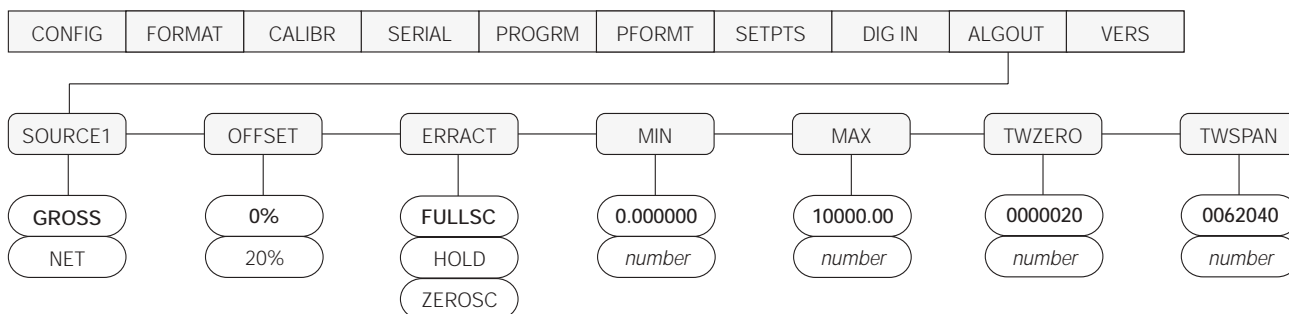 CONFIG FORMAT CALIBR SERIAL PROGRM PFORMT SETPTS DIG IN ALGOUT VERS
SOURCE1 OFFSET ERRACT MIN MAX TWZERO TWSPAN
GROSS 0% FULLSC 0.000000 10000.00 0000020 0062040
NET 20% HOLD number number number number
ZEROSC